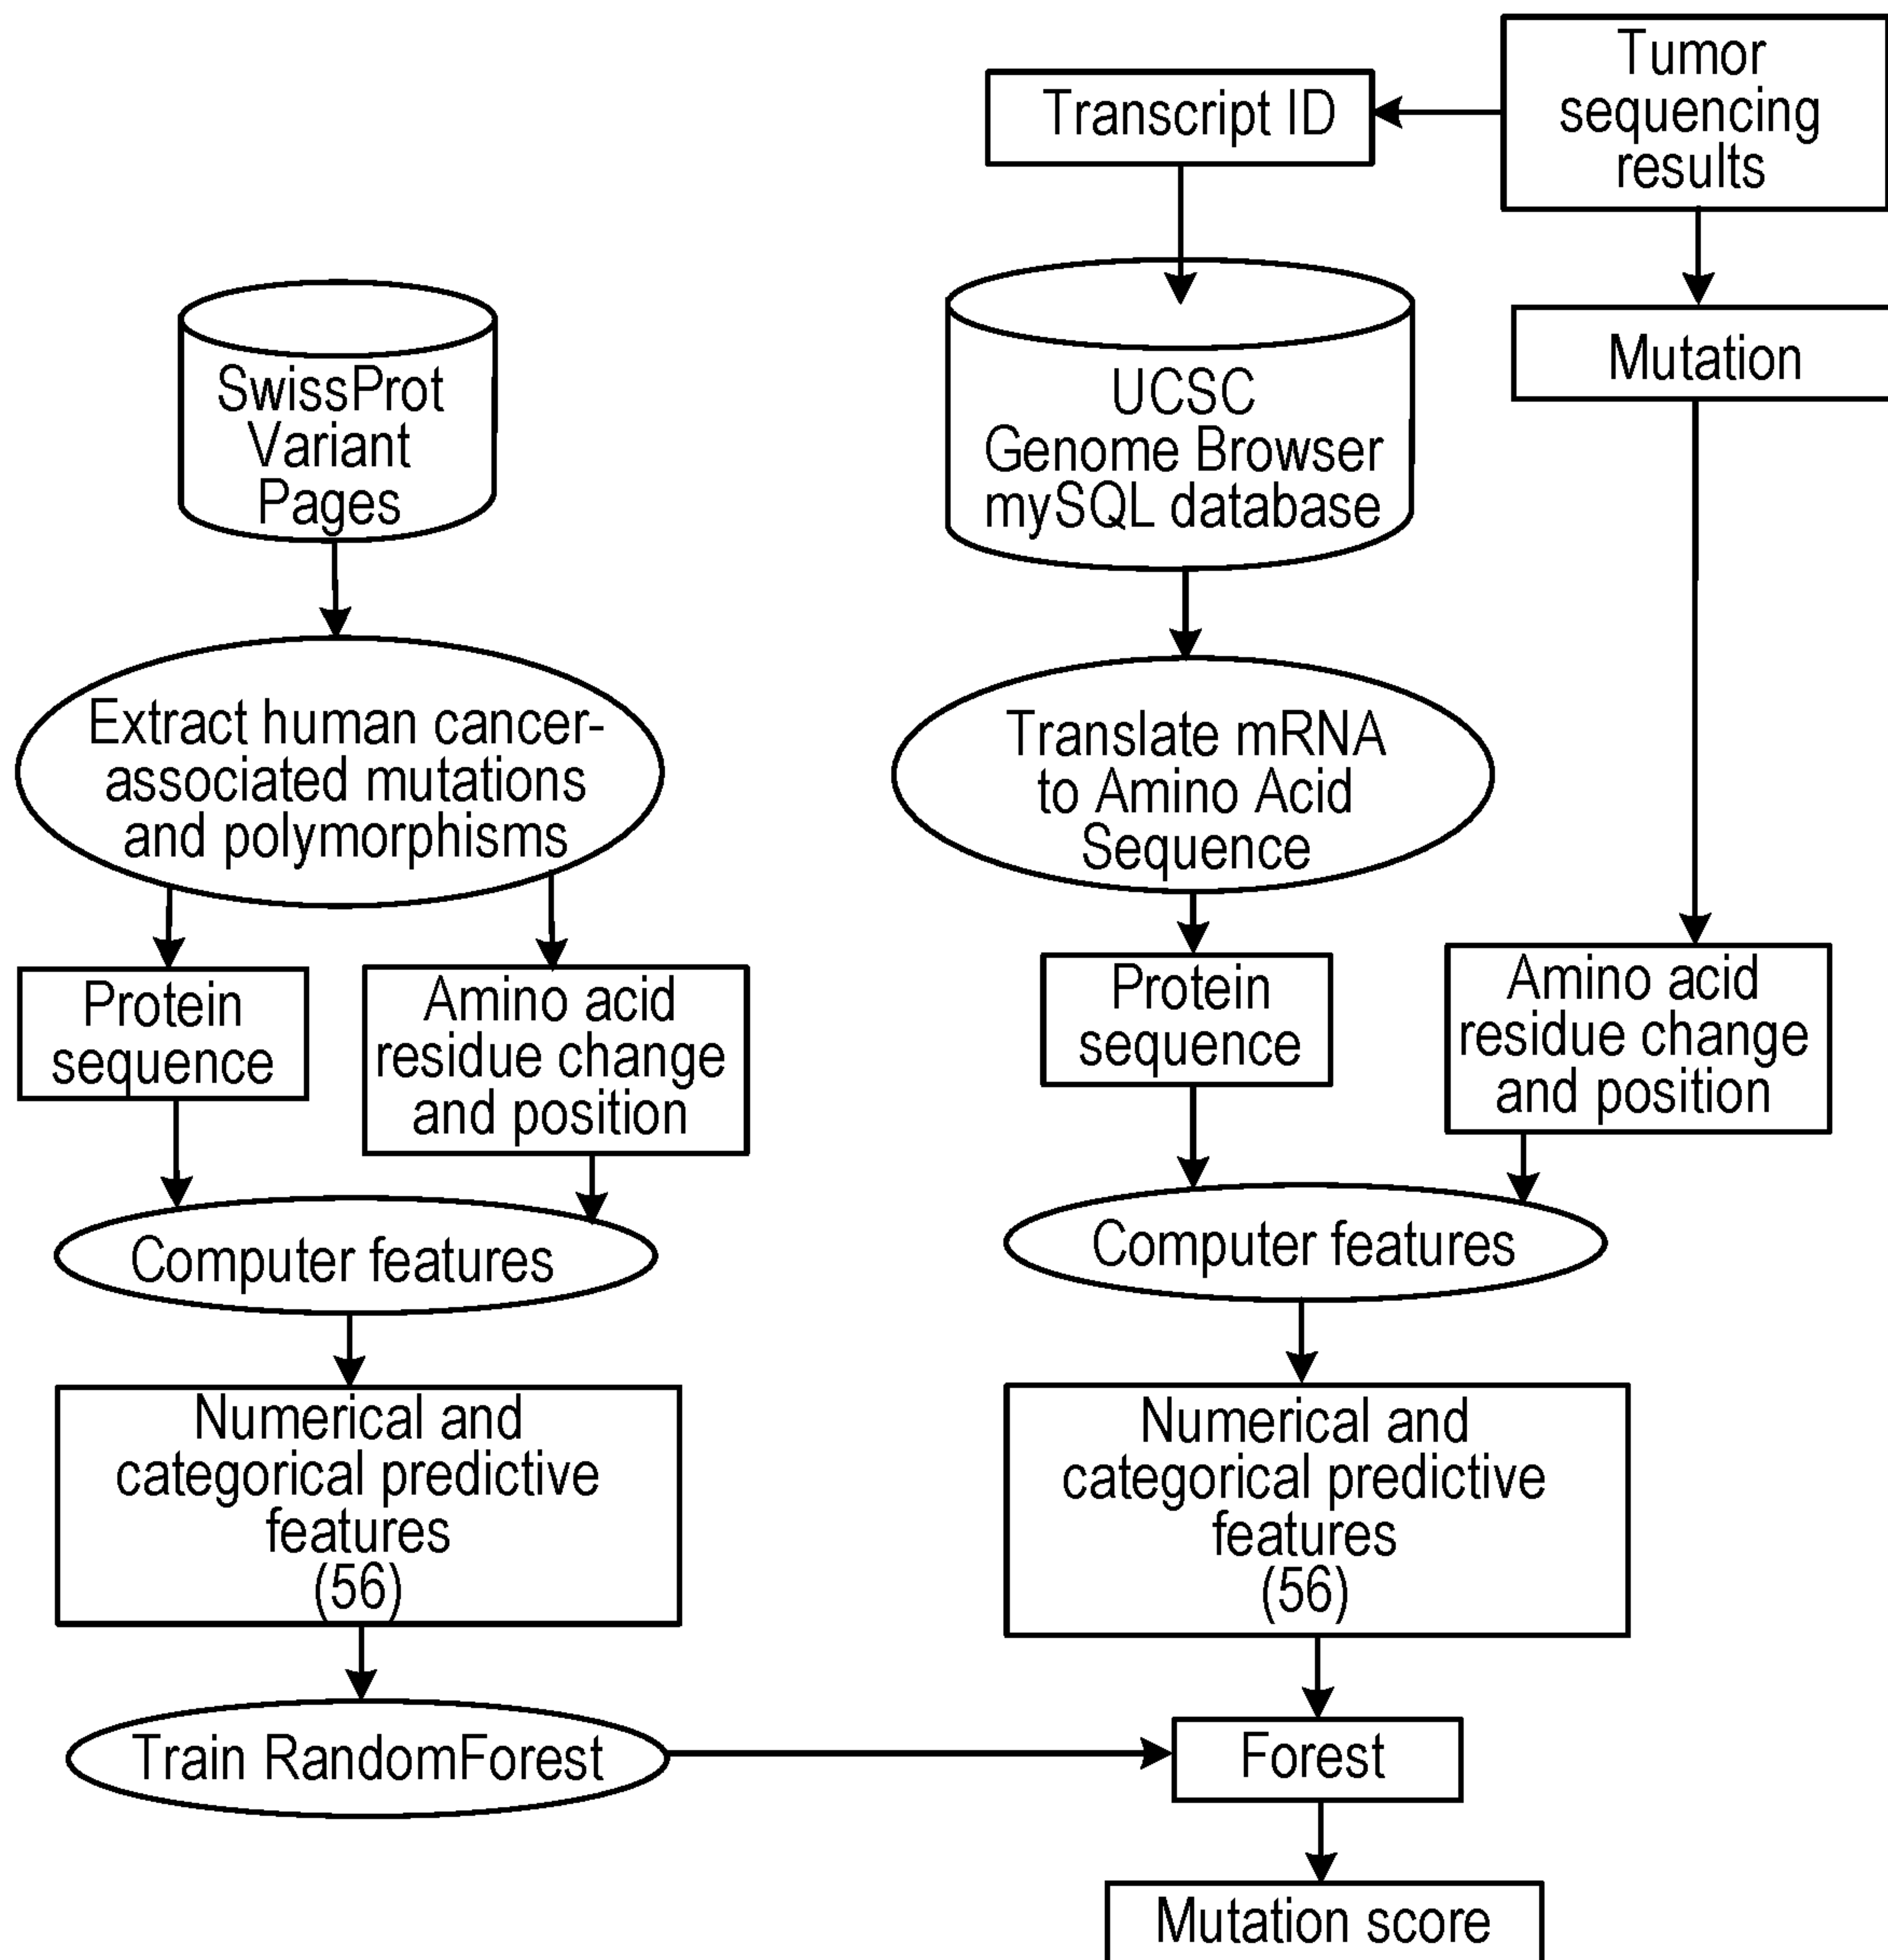 Tumor
sequencing
results
Transcript ID
Mutation
SwissProt
Variant
Pages
UCSC
Genome Browser
mySQL database
Extract human cancer-
associated mutations
and polymorphisms
Translate mRNA
to Amino Acid
Sequence
Protein
sequence
Amino acid
residue change
and position
Protein
sequence
Amino acid
residue change
and position
Computer features
Computer features
Numerical and
categorical predictive
features
(56)
Numerical and
categorical predictive
features
(56)
Train RandomForest
Forest
Mutation score